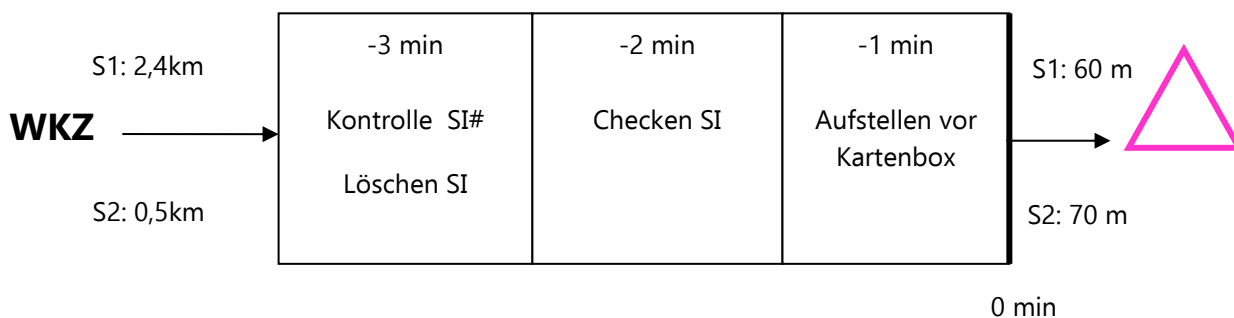 WKZ
S1: 2,4km
S2: 0,5km
-3 min
Kontrolle SI#
Löschen SI
-2 min
Checken SI
-1 min
Aufstellen vor
Kartenbox
S1: 60 m
S2: 70 m
0 min